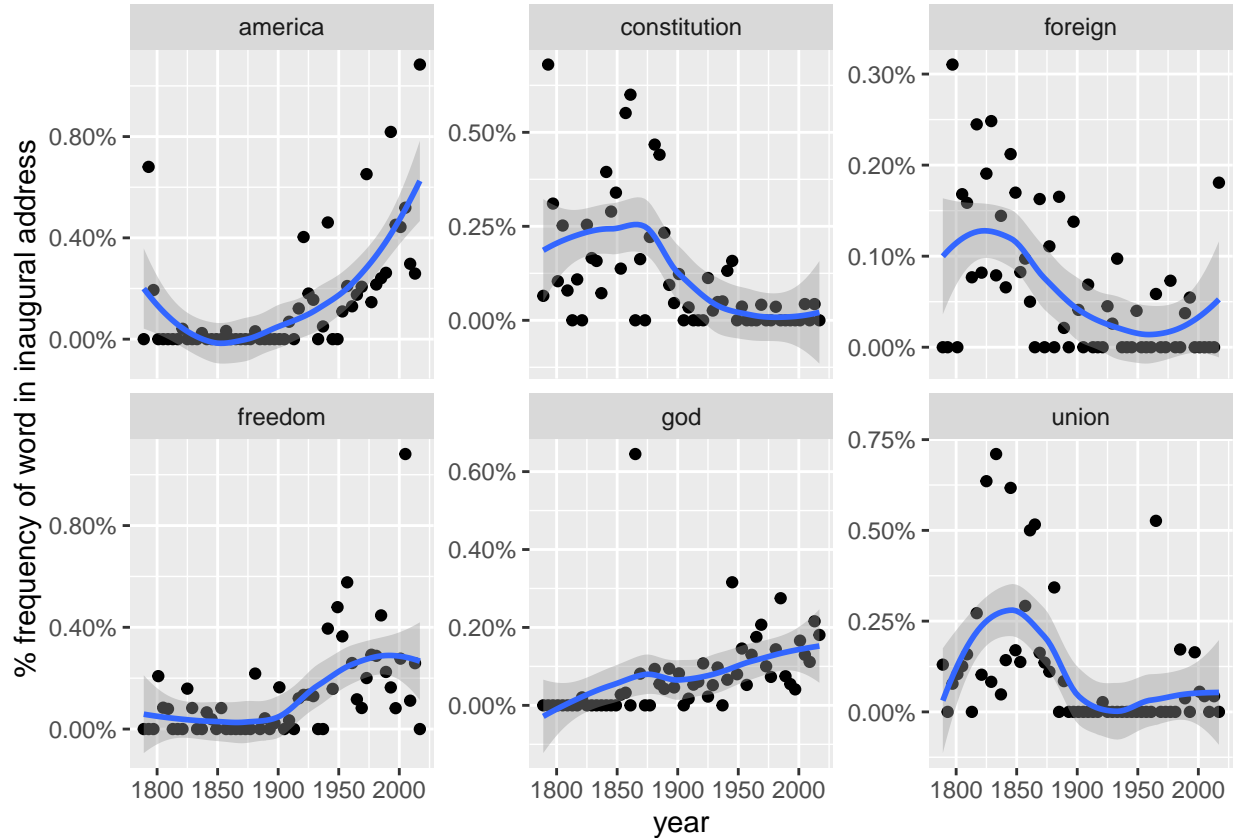 america
constitution
foreign
0.80%
0.40%
0.00%
0.50%
0.25%
0.00%
0.30%
0.20%
0.10%
0.00%
freedom
god
union
0.80%
0.40%
0.00%
0.60%
0.40%
0.20%
0.00%
0.75%
0.50%
0.25%
0.00%
1800 1850 1900 1950 2000
1800 1850 1900 1950 2000
1800 1850 1900 1950 2000
year
% frequency of word in inaugural address